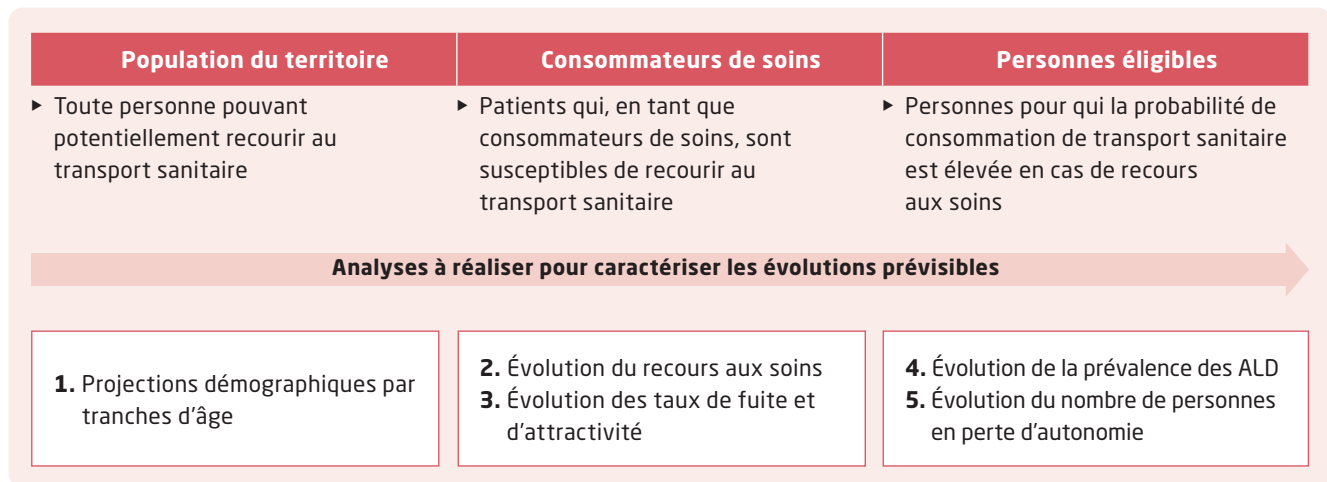 Population du territoire
▸ Toute personne pouvant
potentiellement recourir au
transport sanitaire
Consommateurs de soins
▸ Patients qui, en tant que
consommateurs de soins, sont
susceptibles de recourir au
transport sanitaire
Personnes éligibles
▸ Personnes pour qui la probabilité de
consommation de transport sanitaire
est élevée en cas de recours
aux soins
Analyses à réaliser pour caractériser les évolutions prévisibles
1. Projections démographiques par
tranches d’âge
2. Évolution du recours aux soins
3. Évolution des taux de fuite et
d’attractivité
4. Évolution de la prévalence des ALD
5. Évolution du nombre de personnes
en perte d’autonomie